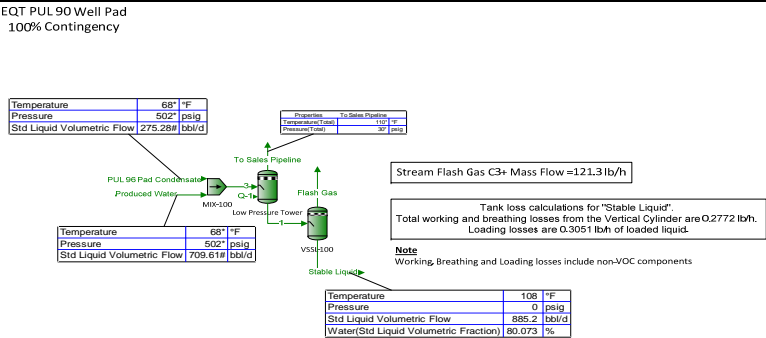 EQT PUL 90 Well Pad
100% Contingency
Temperature 68* °F
Pressure 502* psig
Std Liquid Volumetric Flow 275.28# bbl/d
Properties To Sales Pipeline
Temperature(Total) 110* °F
Pressure(Total) 30* psig
To Sales Pipeline
PUL 96 Pad Condensate
Produced Water
MIX-100
3
Q-1
Low Pressure Tower
1
Flash Gas
VSSL-100
Stable Liquid
Stream Flash Gas C3+ Mass Flow =121.3 lb/h
Tank loss calculations for "Stable Liquid".
Total working and breathing losses from the Vertical Cylinder are 0.2772 lb/h.
Loading losses are 0.3051 lb/h of loaded liquid.
Note
Working, Breathing and Loading losses include non-VOC components
Temperature 68* °F
Pressure 502* psig
Std Liquid Volumetric Flow 709.61# bbl/d
Temperature 108 °F
Pressure 0 psig
Std Liquid Volumetric Flow 885.2 bbl/d
Water(Std Liquid Volumetric Fraction) 80.073 %